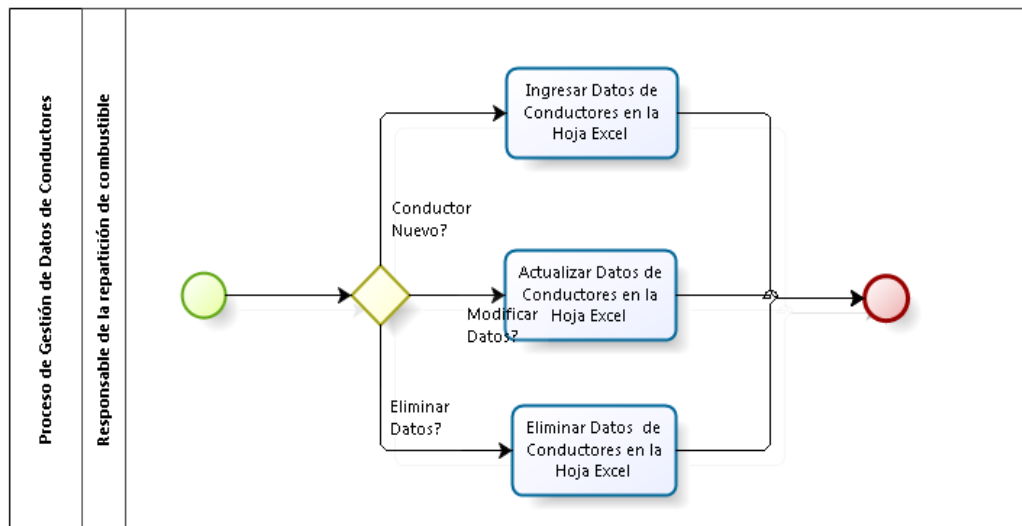 Proceso de Gestión de Datos de Conductores
Responsable de la repartición de combustible
Ingresar Datos de
Conductores en la
Hoja Excel
Conductor
Nuevo?
Actualizar Datos de
Conductores en la
Hoja Excel
Modificar
Datos?
Eliminar
Datos?
Eliminar Datos  de
Conductores en la
Hoja Excel